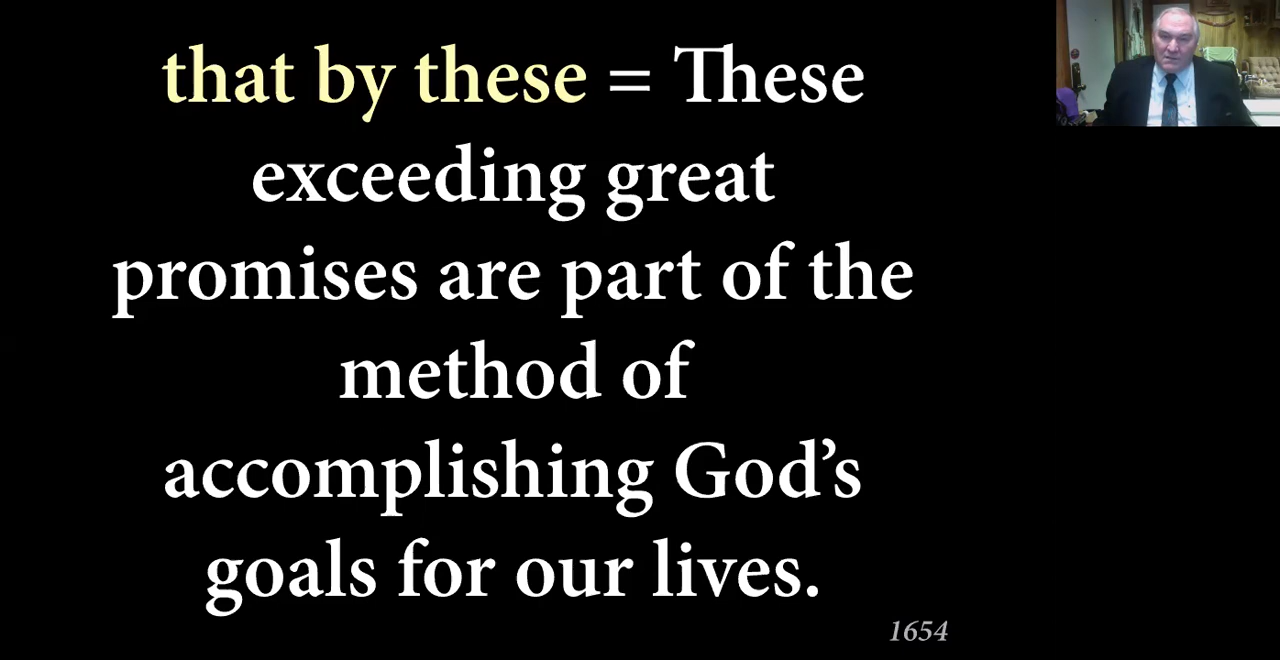 that by these = These
exceeding great
promises are part of the
method of
accomplishing God’s
goals for our lives.
1654